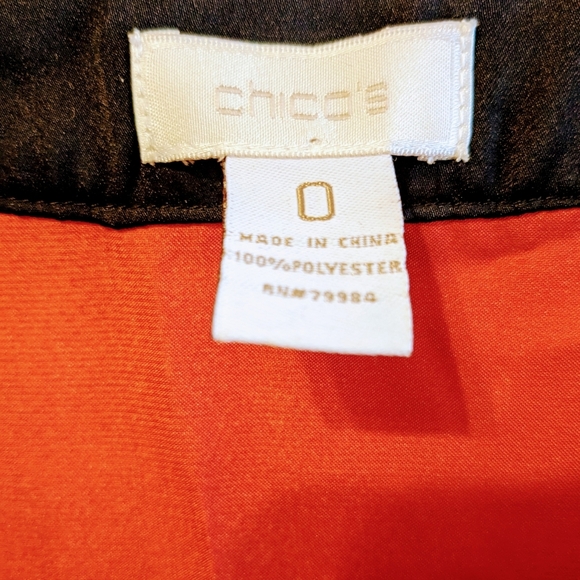 chico's
0
MADE IN CHINA
100%POLYESTER
RN#79984